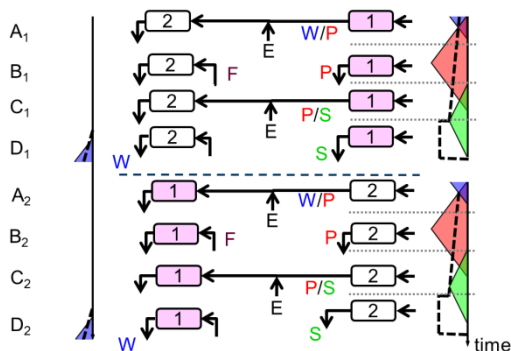 A1 2 W/P 1
E
B1 2 F P 1
C1 2 P/S 1
E
D1 W 2 S 1
A2 1 W/P 2
E
B2 1 F P 2
C2 1 P/S 2
E
D2 W 1 S 2
time